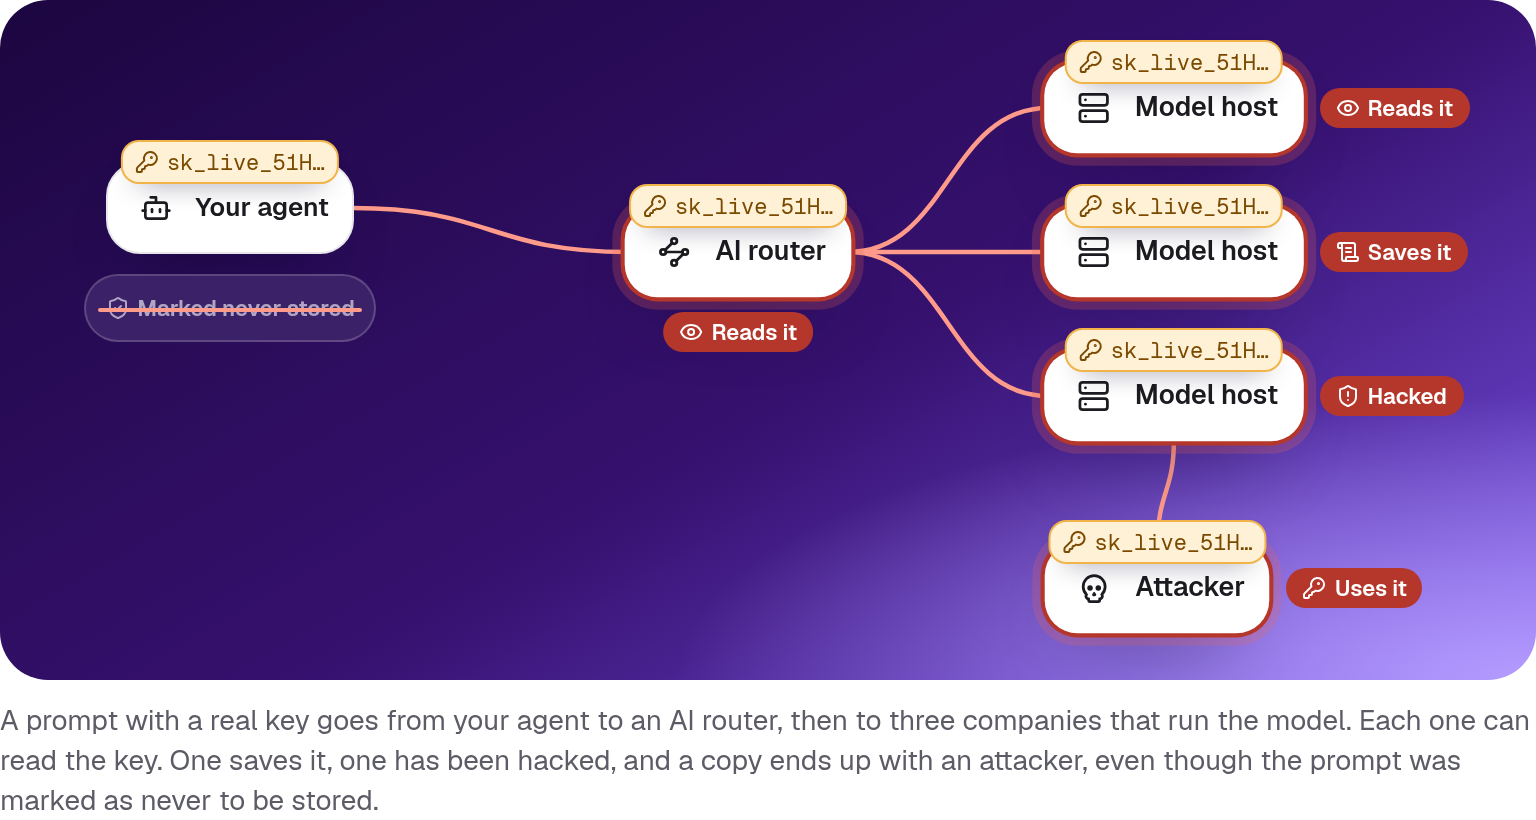 sk_live_51H…
Model host
Reads it
sk_live_51H…
Your agent
Marked never stored
sk_live_51H…
AI router
Reads it
sk_live_51H…
Model host
Saves it
sk_live_51H…
Model host
Hacked
sk_live_51H…
Attacker
Uses it
A prompt with a real key goes from your agent to an AI router, then to three companies that run the model. Each one can
read the key. One saves it, one has been hacked, and a copy ends up with an attacker, even though the prompt was
marked as never to be stored.